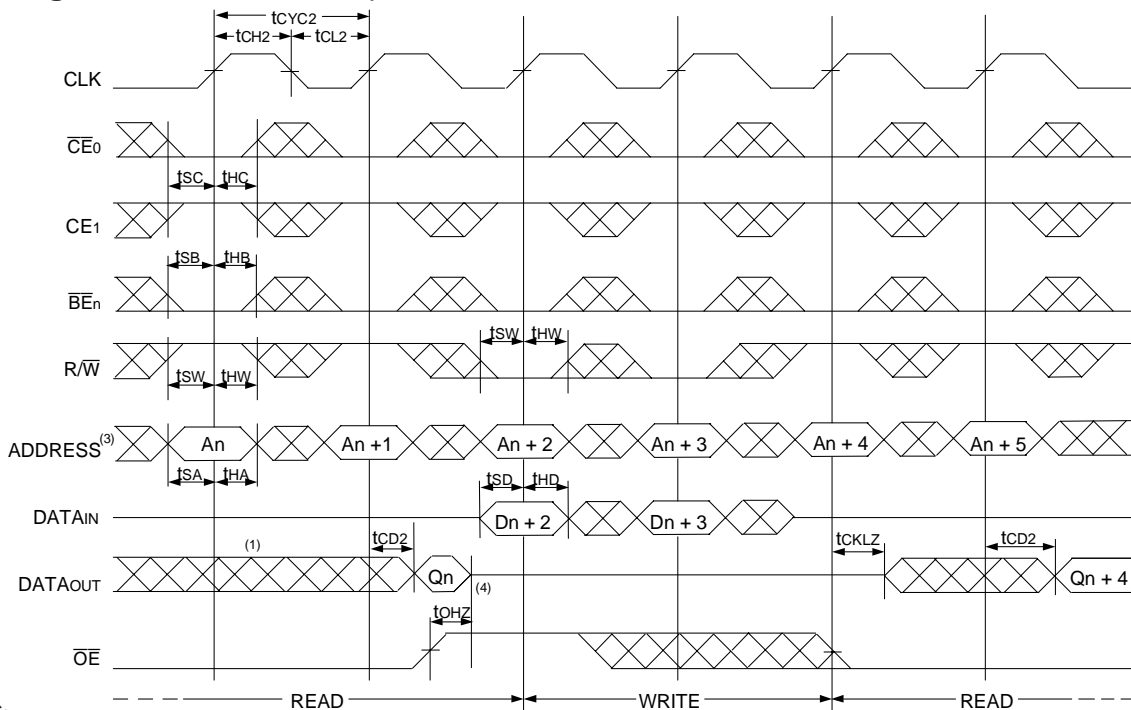 tCYC2
tCH2 tCL2
CLK
CE0
tSC tHC
CE1
tSB tHB
BEn
tSW tHW
R/W
tSW tHW
ADDRESS(3) An An +1 An + 2 An + 3 An + 4 An + 5
tSA tHA tSD tHD
DATAIN Dn + 2 Dn + 3
(1) tCD2 tCKLZ tCD2
DATAOUT Qn Qn + 4
(4)
tOHZ
OE
READ WRITE READ